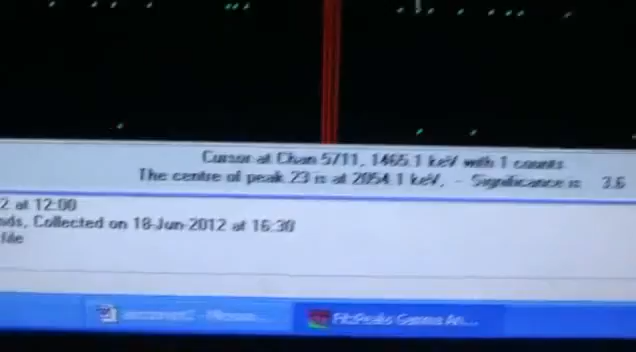 Cursor at Chan 5711, 1465.1 keV with 1 counts
The centre of peak 23 is at 2054.1 keV, - Significance is 3.6
2 at 12:00
nds, Collected on 18-Jun-2012 at 16:30
file
FitzPeaks Gamma An...